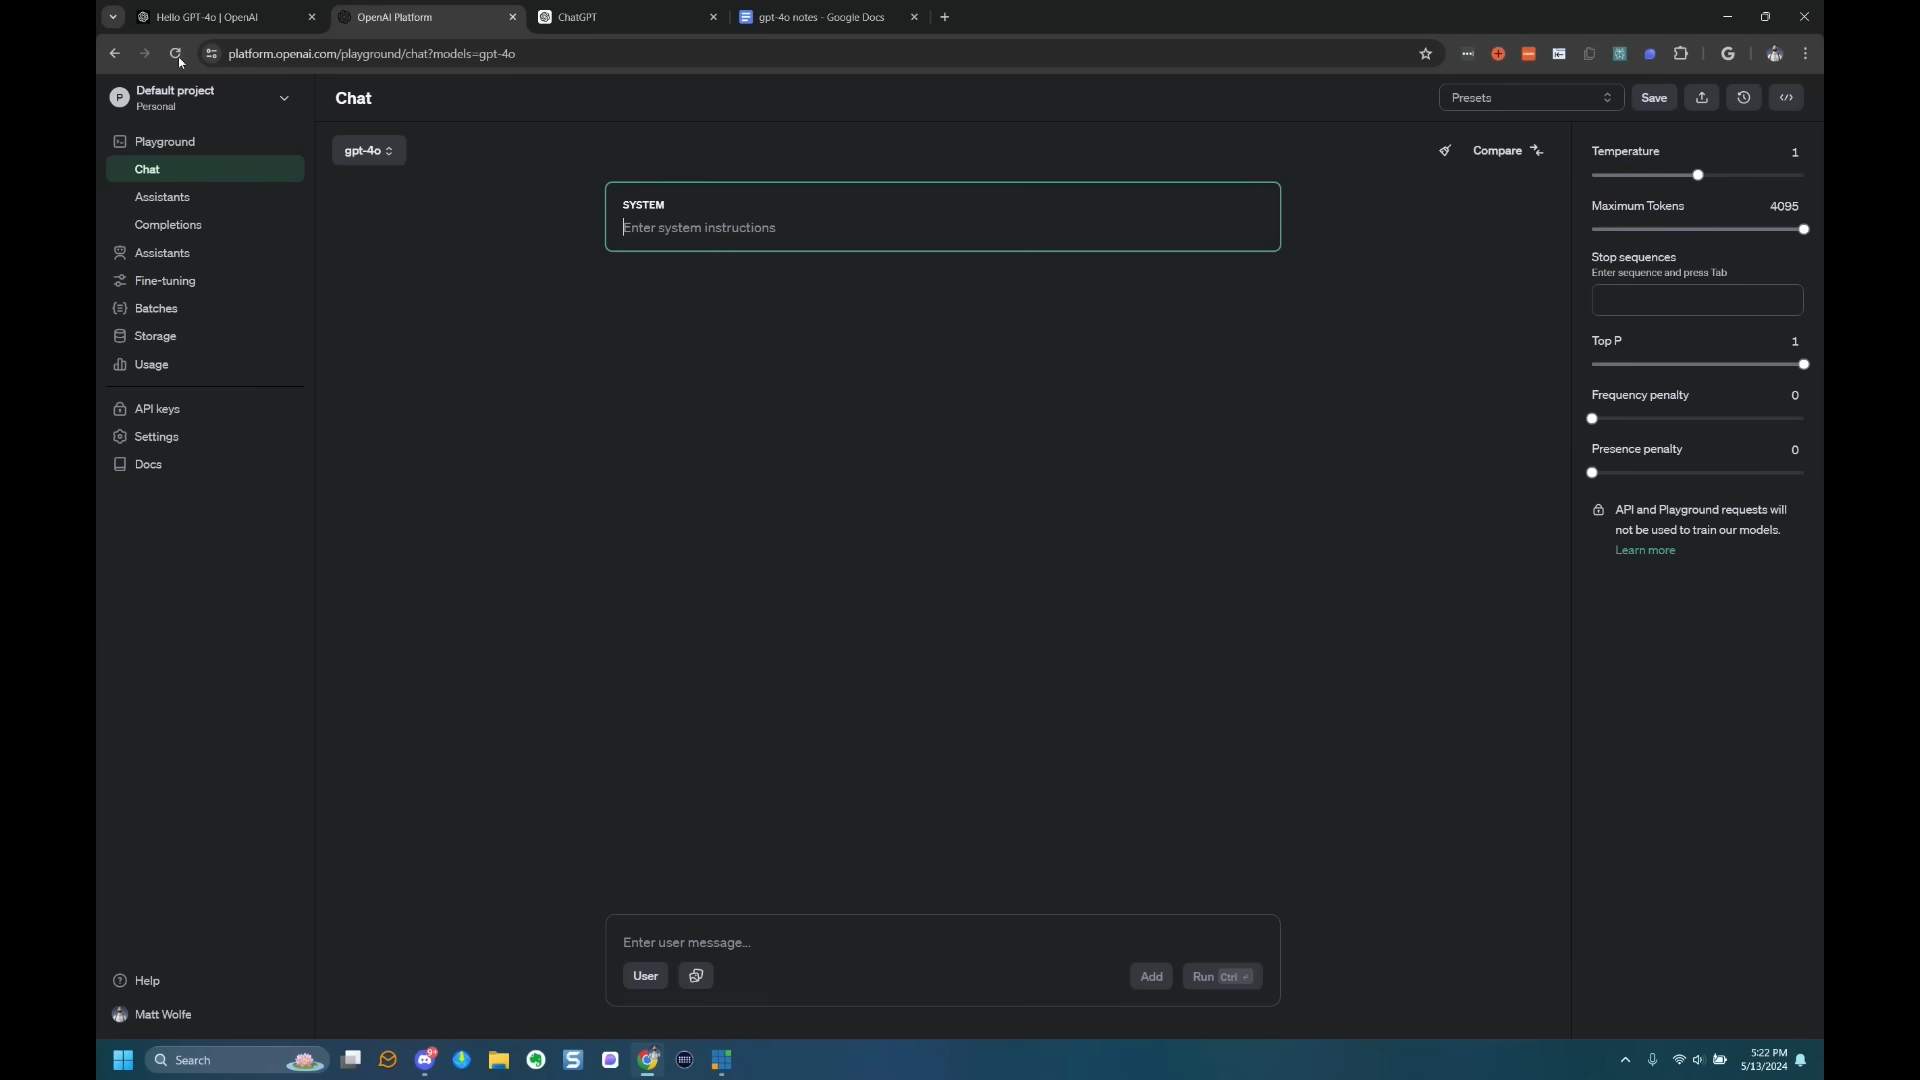 Hello GPT-4o | OpenAI
OpenAI Platform
ChatGPT
gpt-4o notes - Google Docs
platform.openai.com/playground/chat?models=gpt-4o
P
Default project
Personal
Playground
Chat
Assistants
Completions
Assistants
Fine-tuning
Batches
Storage
Usage
API keys
Settings
Docs
Help
Matt Wolfe
Chat
Presets
Save
gpt-4o
Compare
SYSTEM
Enter system instructions
Enter user message...
User
Add
Run Ctrl ↵
Temperature 1
Maximum Tokens 4095
Stop sequences
Enter sequence and press Tab
Top P 1
Frequency penalty 0
Presence penalty 0
API and Playground requests will
not be used to train our models.
Learn more
Search
5:22 PM
5/13/2024